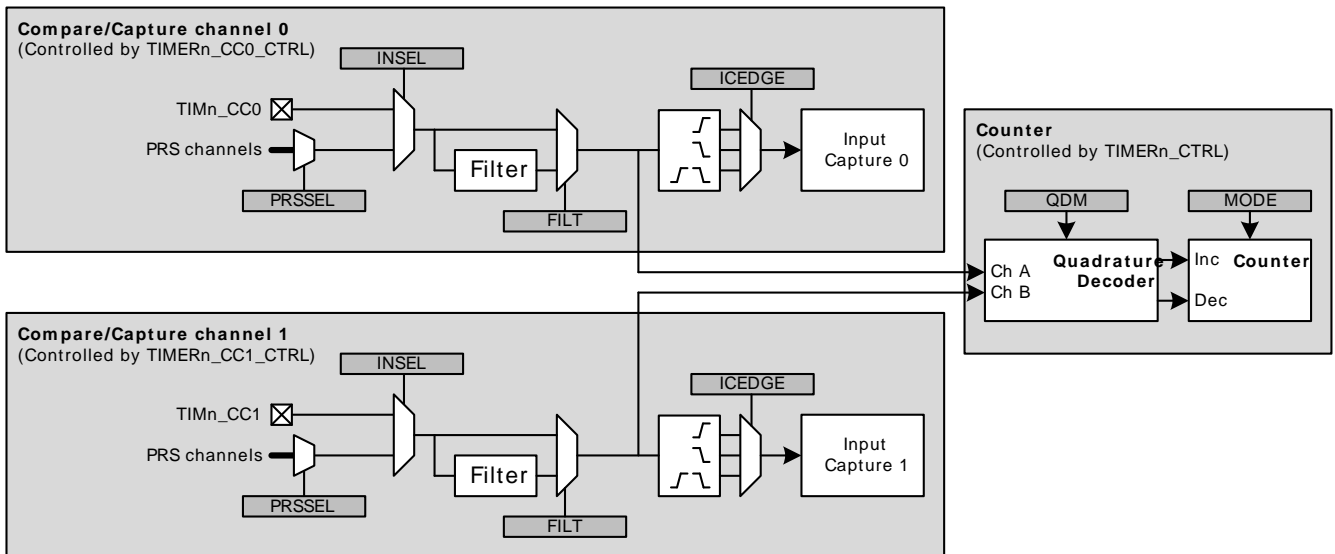 Compare/Capture channel 0
(Controlled by TIMERn_CC0_CTRL)
INSEL
ICEDGE
TIMn_CC0
PRS channels
Filter
Input
Capture 0
PRSSEL
FILT
Counter
(Controlled by TIMERn_CTRL)
QDM
MODE
Ch A
Ch B
Quadrature
Decoder
Inc
Counter
Dec
Compare/Capture channel 1
(Controlled by TIMERn_CC1_CTRL)
INSEL
ICEDGE
TIMn_CC1
PRS channels
Filter
Input
Capture 1
PRSSEL
FILT